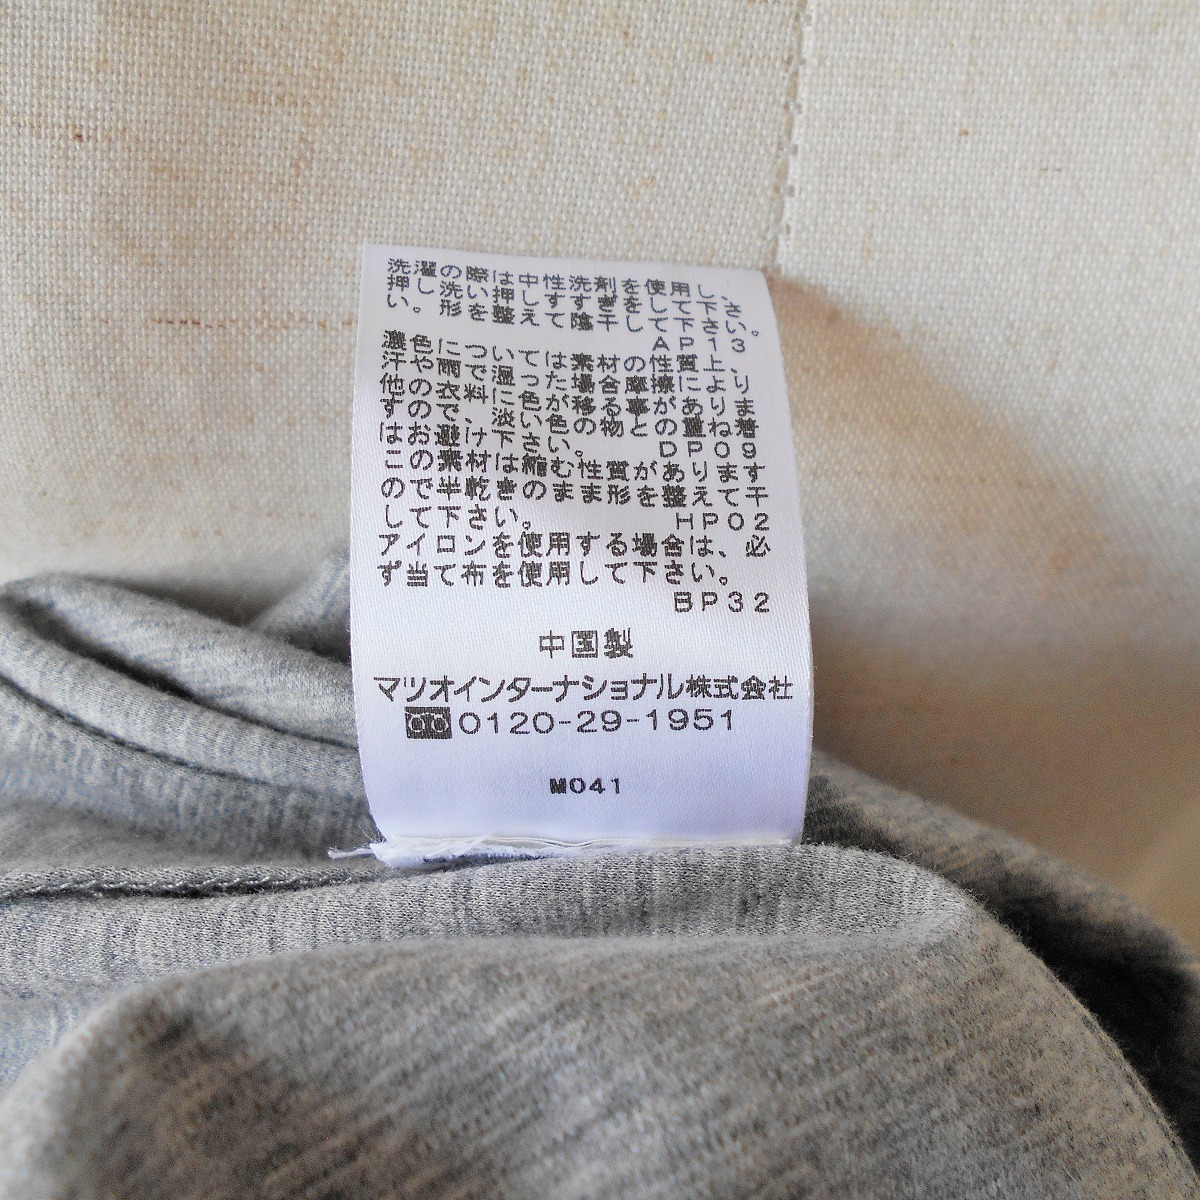 洗濯の際は中性洗剤を使用し、
押し洗い押しすすぎをして下さ
い。形を整えて陰干しして下さい。
AP13
濃色については素材の性質上、
汗や雨で湿った場合摩擦により
他の衣料に色が移る事がありま
すので、淡い色の物との重ね着
はお避け下さい。 DP09
この素材は縮む性質があります
ので半乾きのまま形を整えて干
して下さい。 HP02
アイロンを使用する場合は、必
ず当て布を使用して下さい。
BP32
中国製
マツオインターナショナル株式会社
0120-29-1951
M041